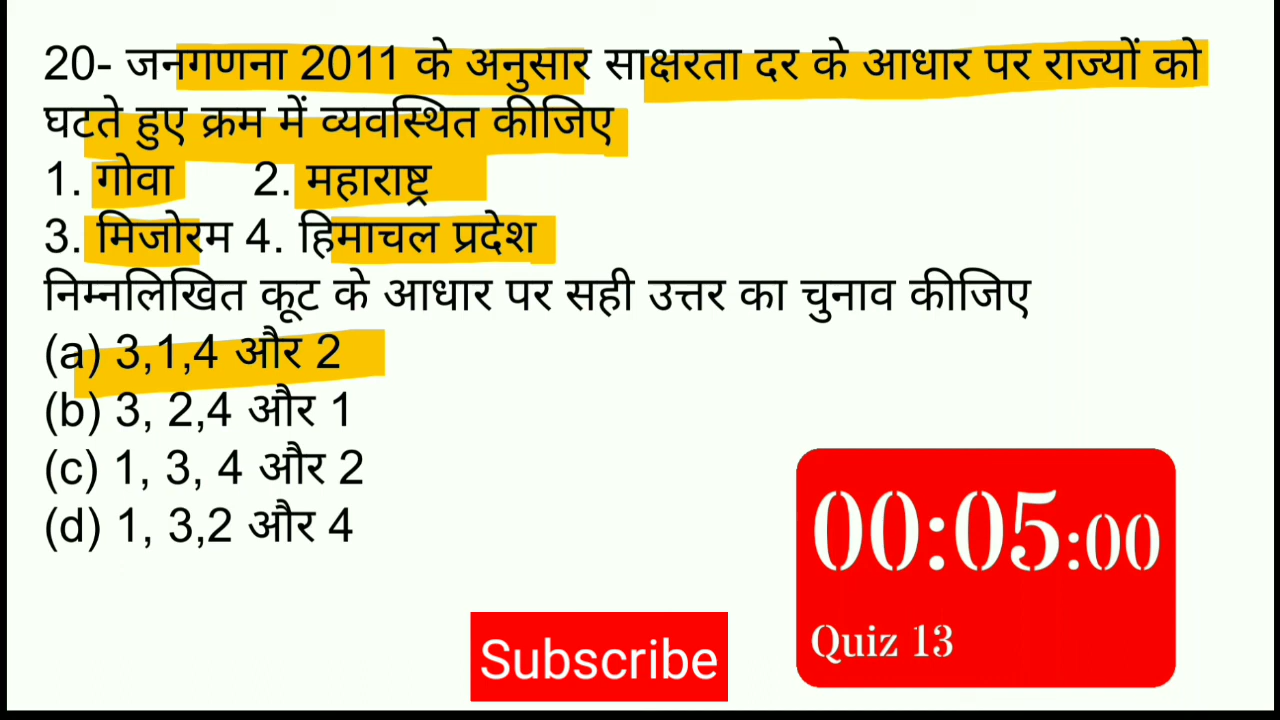 20- जनगणना 2011 के अनुसार साक्षरता दर के आधार पर राज्यों को
घटते हुए क्रम में व्यवस्थित कीजिए
1. गोवा 2. महाराष्ट्र
3. मिजोरम 4. हिमाचल प्रदेश
निम्नलिखित कूट के आधार पर सही उत्तर का चुनाव कीजिए
(a) 3,1,4 और 2
(b) 3, 2,4 और 1
(c) 1, 3, 4 और 2
(d) 1, 3,2 और 4
00:05:00
Quiz 13
Subscribe